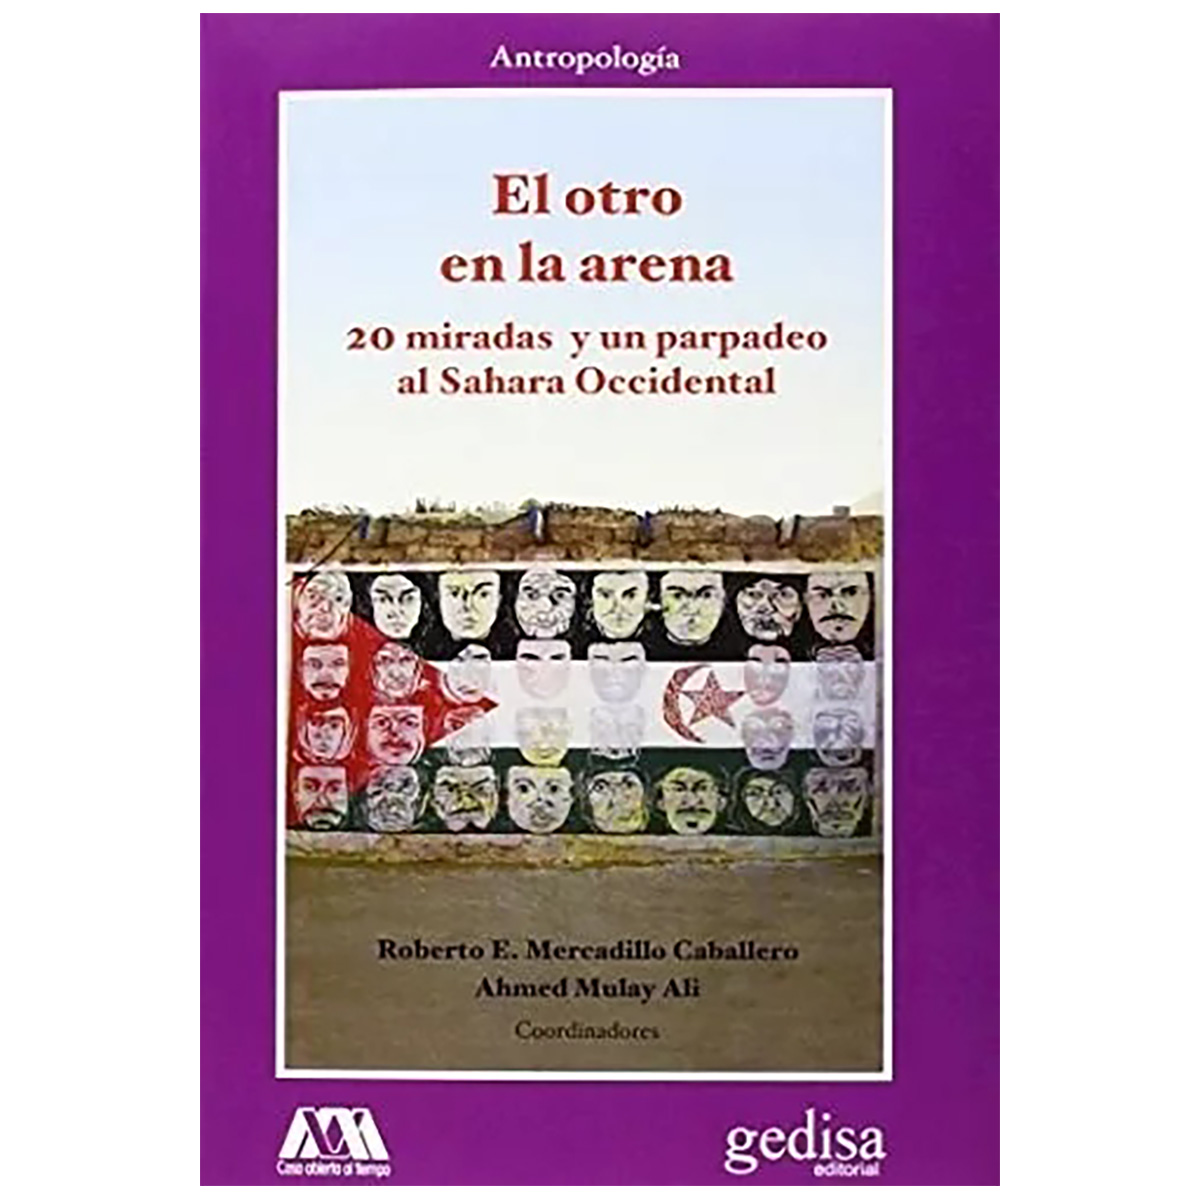 Antropología
El otro
en la arena
20 miradas y un parpadeo
al Sahara Occidental
Roberto E. Mercadillo Caballero
Ahmed Mulay Ali
Coordinadores
Casa abierta al tiempo
gedisa
editorial